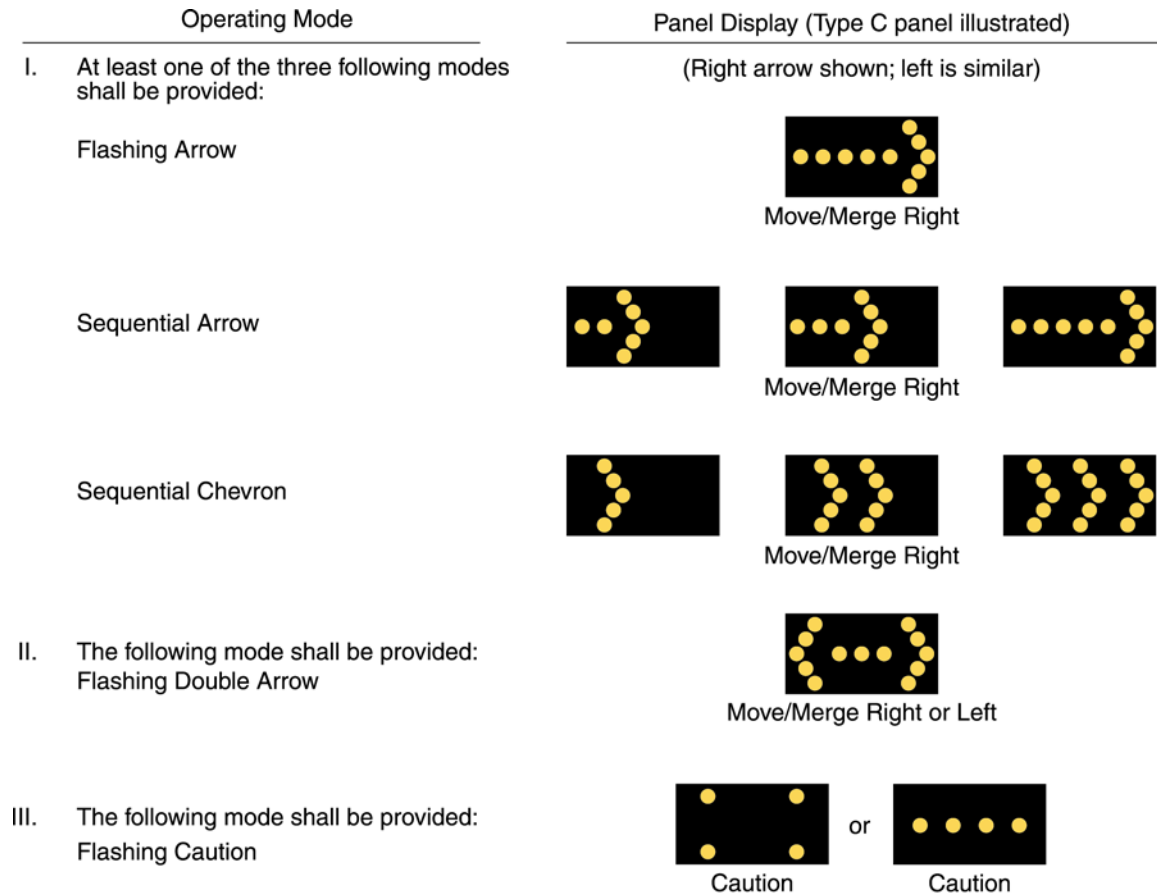 Operating Mode
Panel Display (Type C panel illustrated)
I. At least one of the three following modes
shall be provided:
(Right arrow shown; left is similar)
Flashing Arrow
Move/Merge Right
Sequential Arrow
Move/Merge Right
Sequential Chevron
Move/Merge Right
II. The following mode shall be provided:
Flashing Double Arrow
Move/Merge Right or Left
III. The following mode shall be provided:
Flashing Caution
or
Caution
Caution